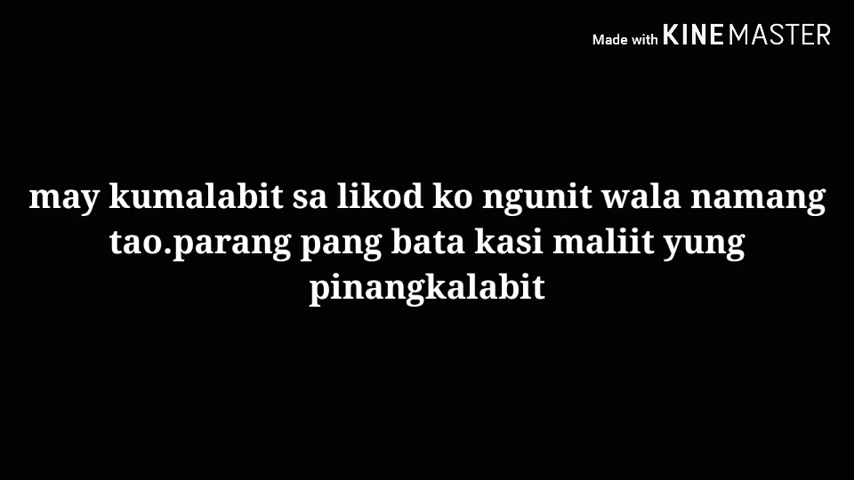 Made with KINEMASTER
may kumalabit sa likod ko ngunit wala namang
tao.parang pang bata kasi maliit yung
pinangkalabit